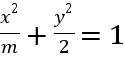 x²/m + y²/2 = 1